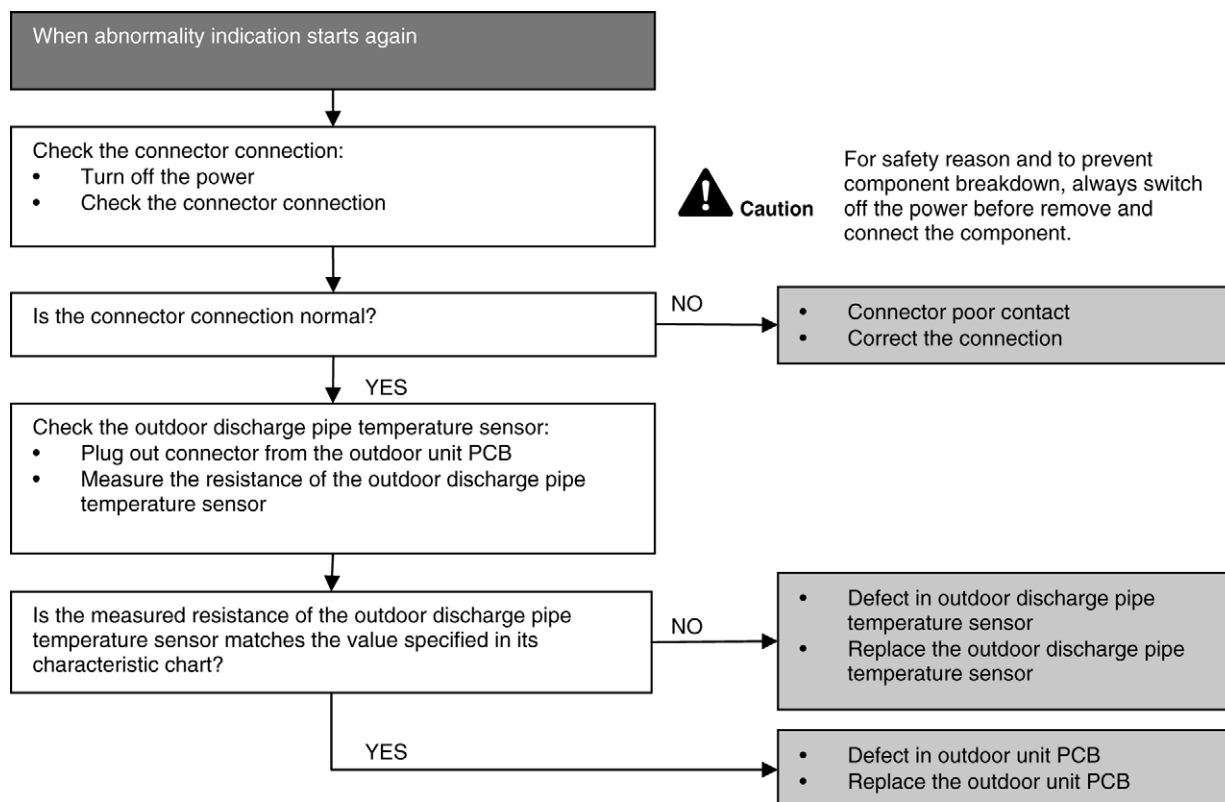 When abnormality indication starts again
Check the connector connection:
• Turn off the power
• Check the connector connection
Caution
For safety reason and to prevent
component breakdown, always switch
off the power before remove and
connect the component.
Is the connector connection normal?
NO
• Connector poor contact
• Correct the connection
YES
Check the outdoor discharge pipe temperature sensor:
• Plug out connector from the outdoor unit PCB
• Measure the resistance of the outdoor discharge pipe
temperature sensor
Is the measured resistance of the outdoor discharge pipe
temperature sensor matches the value specified in its
characteristic chart?
NO
• Defect in outdoor discharge pipe
temperature sensor
• Replace the outdoor discharge pipe
temperature sensor
YES
• Defect in outdoor unit PCB
• Replace the outdoor unit PCB